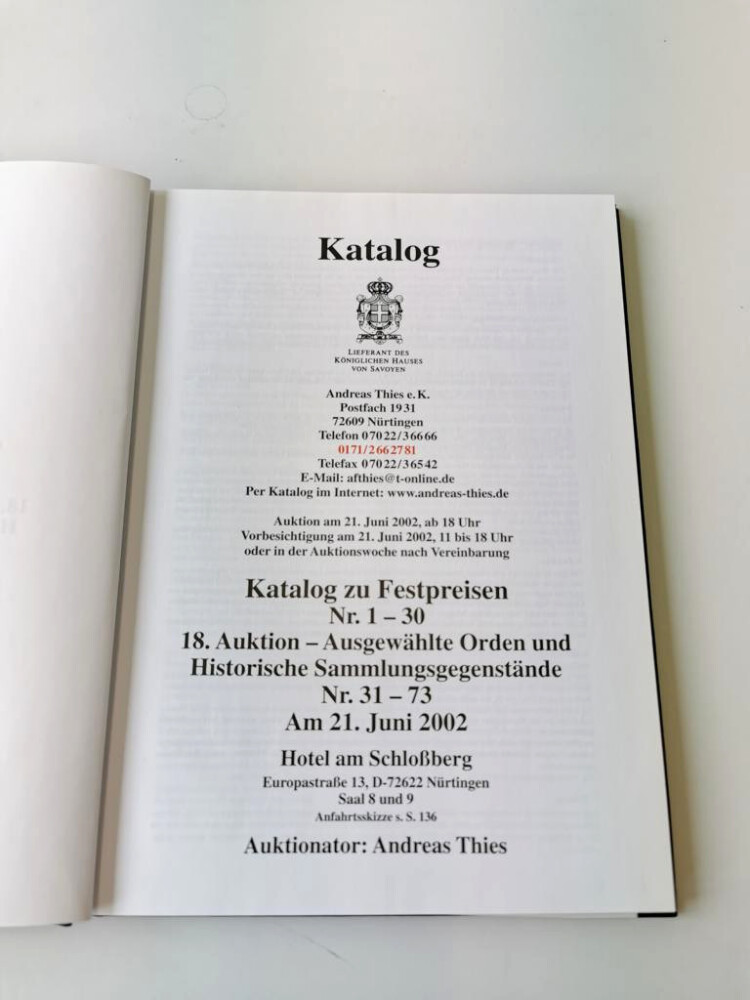 Katalog
LIEFERANT DES
KÖNIGLICHEN HAUSES
VON SAVOYEN
Andreas Thies e. K.
Postfach 1931
72609 Nürtingen
Telefon 07022/36666
0171/2662781
Telefax 07022/36542
E-Mail: afthies@t-online.de
Per Katalog im Internet: www.andreas-thies.de
Auktion am 21. Juni 2002, ab 18 Uhr
Vorbesichtigung am 21. Juni 2002, 11 bis 18 Uhr
oder in der Auktionswoche nach Vereinbarung
Katalog zu Festpreisen
Nr. 1 – 30
18. Auktion – Ausgewählte Orden und
Historische Sammlungsgegenstände
Nr. 31 – 73
Am 21. Juni 2002
Hotel am Schloßberg
Europastraße 13, D-72622 Nürtingen
Saal 8 und 9
Anfahrtsskizze s. S. 136
Auktionator: Andreas Thies